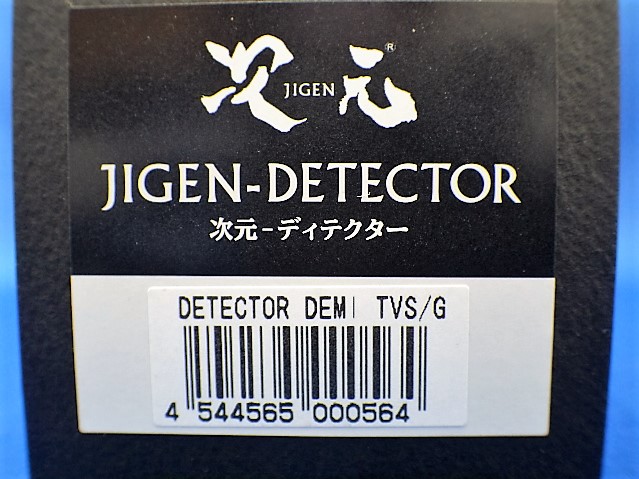 次 JIGEN 元®
JIGEN-DETECTOR
次元-ディテクター
DETECTOR DEMI TVS/G
4 544565 000564